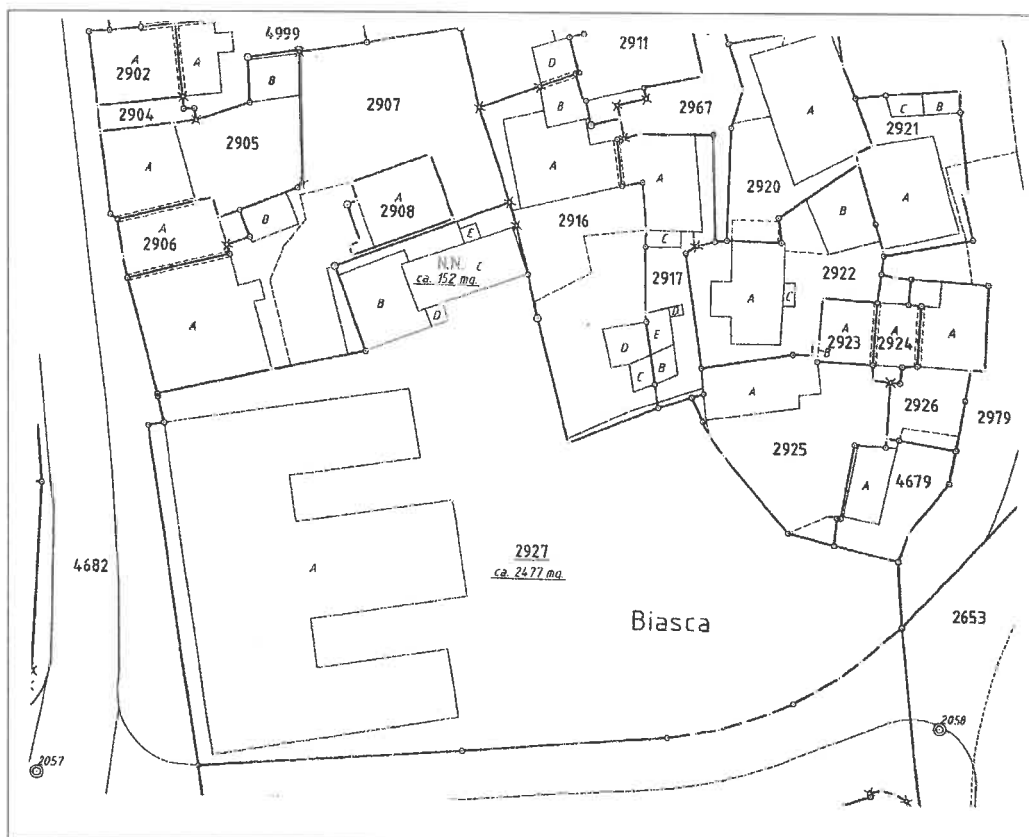 4999
2902
A
A
B
2904
2905
A
A
2906
B
A
2907
D
2911
B
2967
A
A
2908
A
E
N.N.
E
ca. 152 mq.
B
D
2916
A
C
2917
D
E
D
C
B
A
2920
C
B
2921
B
A
2922
A
C
A
2923
B
A
2924
A
2926
2979
A
2925
A
4679
4682
A
2927
ca. 2477 mq.
Biasca
2653
2057
2058